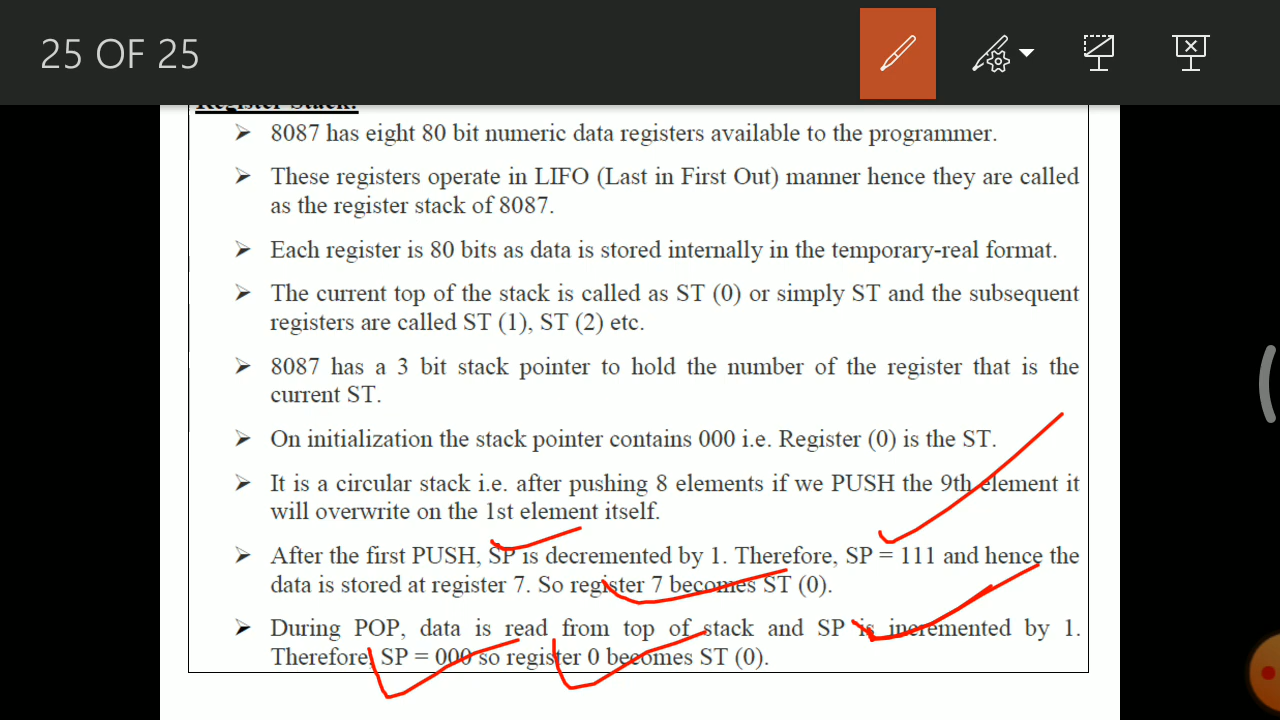 25 OF 25
Register Stack:
➤ 8087 has eight 80 bit numeric data registers available to the programmer.
➤ These registers operate in LIFO (Last in First Out) manner hence they are called
as the register stack of 8087.
➤ Each register is 80 bits as data is stored internally in the temporary-real format.
➤ The current top of the stack is called as ST (0) or simply ST and the subsequent
registers are called ST (1), ST (2) etc.
➤ 8087 has a 3 bit stack pointer to hold the number of the register that is the
current ST.
➤ On initialization the stack pointer contains 000 i.e. Register (0) is the ST.
➤ It is a circular stack i.e. after pushing 8 elements if we PUSH the 9th element it
will overwrite on the 1st element itself.
➤ After the first PUSH, SP is decremented by 1. Therefore, SP = 111 and hence the
data is stored at register 7. So register 7 becomes ST (0).
➤ During POP, data is read from top of stack and SP is incremented by 1.
Therefore, SP = 000 so register 0 becomes ST (0).